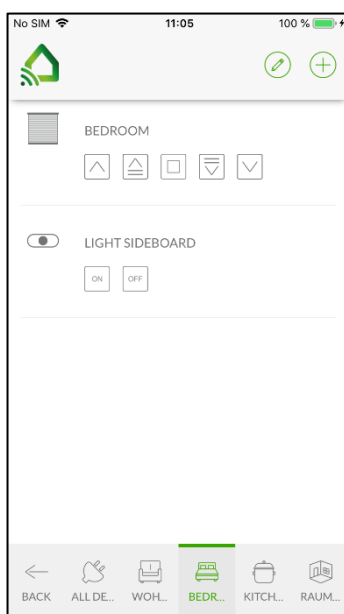 No SIM 11:05 100 %
BEDROOM
LIGHT SIDEBOARD
ON OFF
BACK ALL DE... WOH... BEDR... KITCH... RAUM...